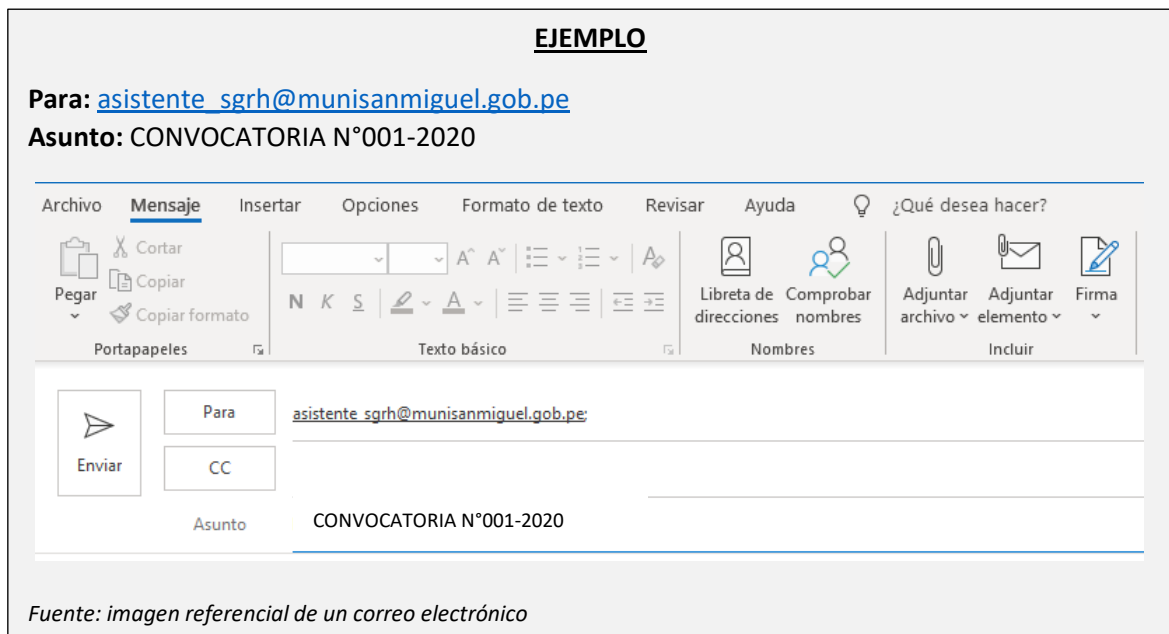 EJEMPLO
Para: asistente_sgrh@munisanmiguel.gob.pe
Asunto: CONVOCATORIA N°001-2020
Archivo Mensaje Insertar Opciones Formato de texto Revisar Ayuda ¿Qué desea hacer?
Pegar
Cortar
Copiar
Copiar formato
Portapapeles
A^ Aˇ
N K S A
Texto básico
Libreta de direcciones
Comprobar nombres
Nombres
Adjuntar archivo
Adjuntar elemento
Firma
Incluir
Enviar
Para
asistente_sgrh@munisanmiguel.gob.pe;
CC
Asunto
CONVOCATORIA N°001-2020
Fuente: imagen referencial de un correo electrónico